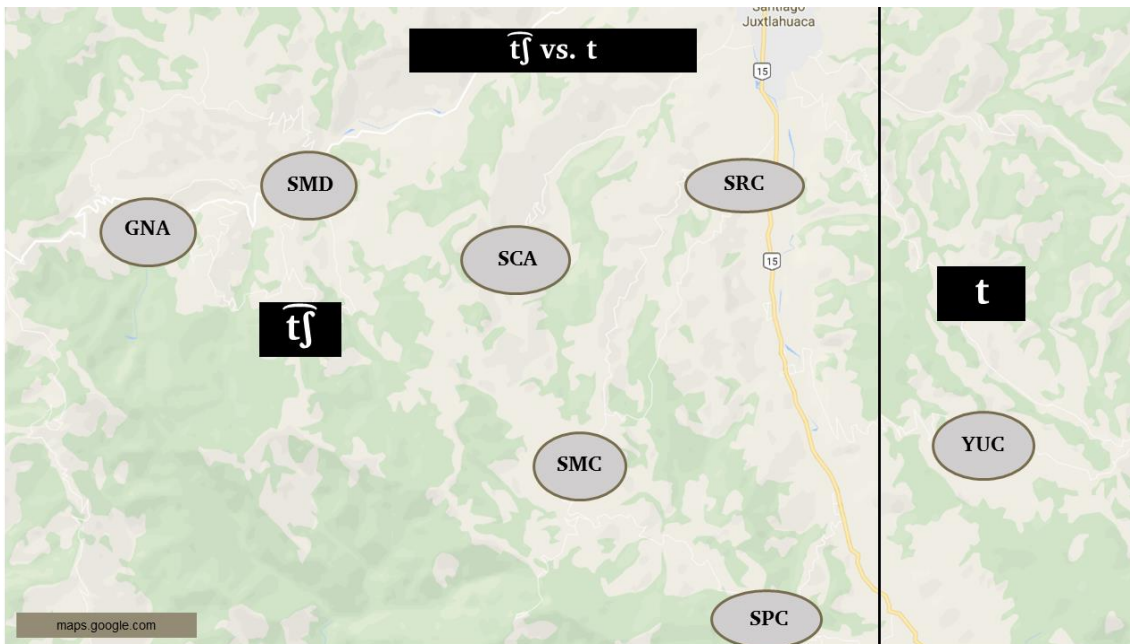 Santiago
Juxtlahuaca
t͡ʃ vs. t
15
SMD
SRC
GNA
SCA
15
t
t͡ʃ
YUC
SMC
SPC
maps.google.com